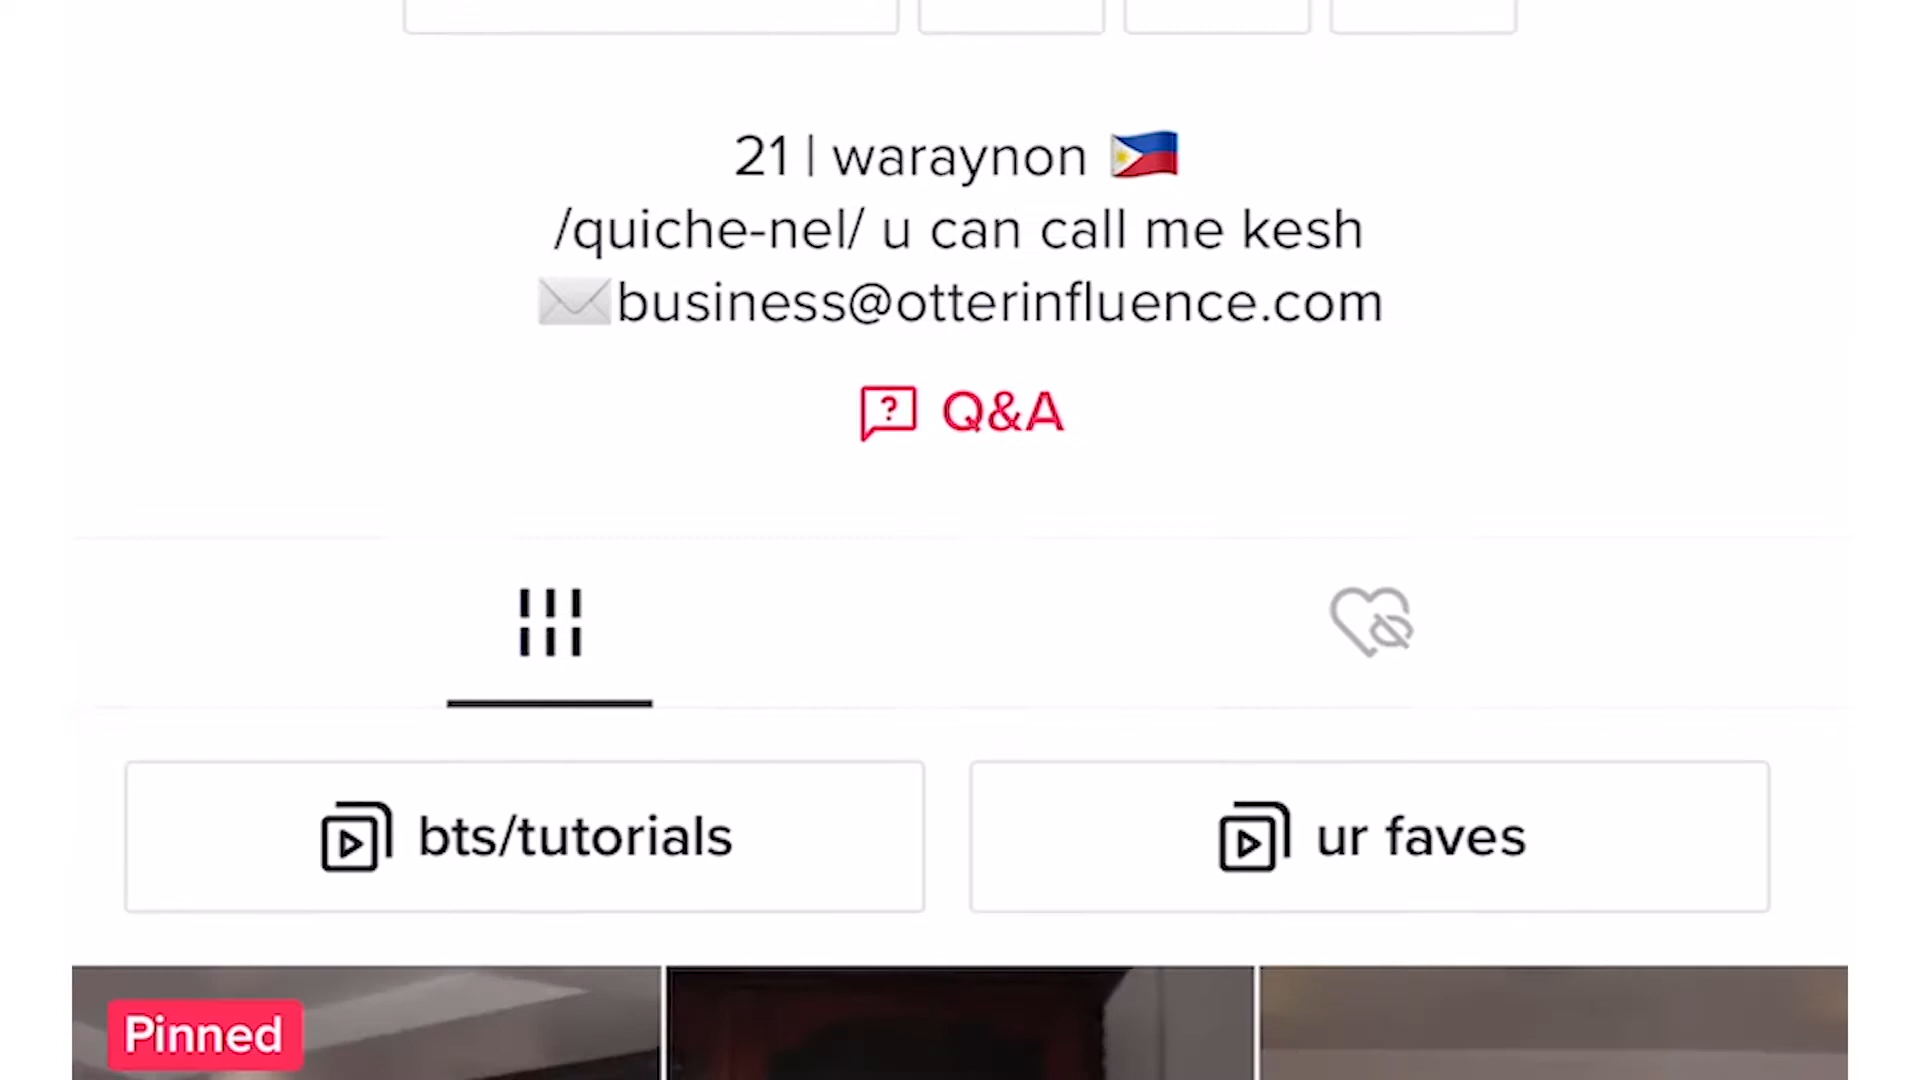 21 | waraynon 🇵🇭
/quiche-nel/ u can call me kesh
✉️business@otterinfluence.com
Q&A
bts/tutorials
ur faves
Pinned